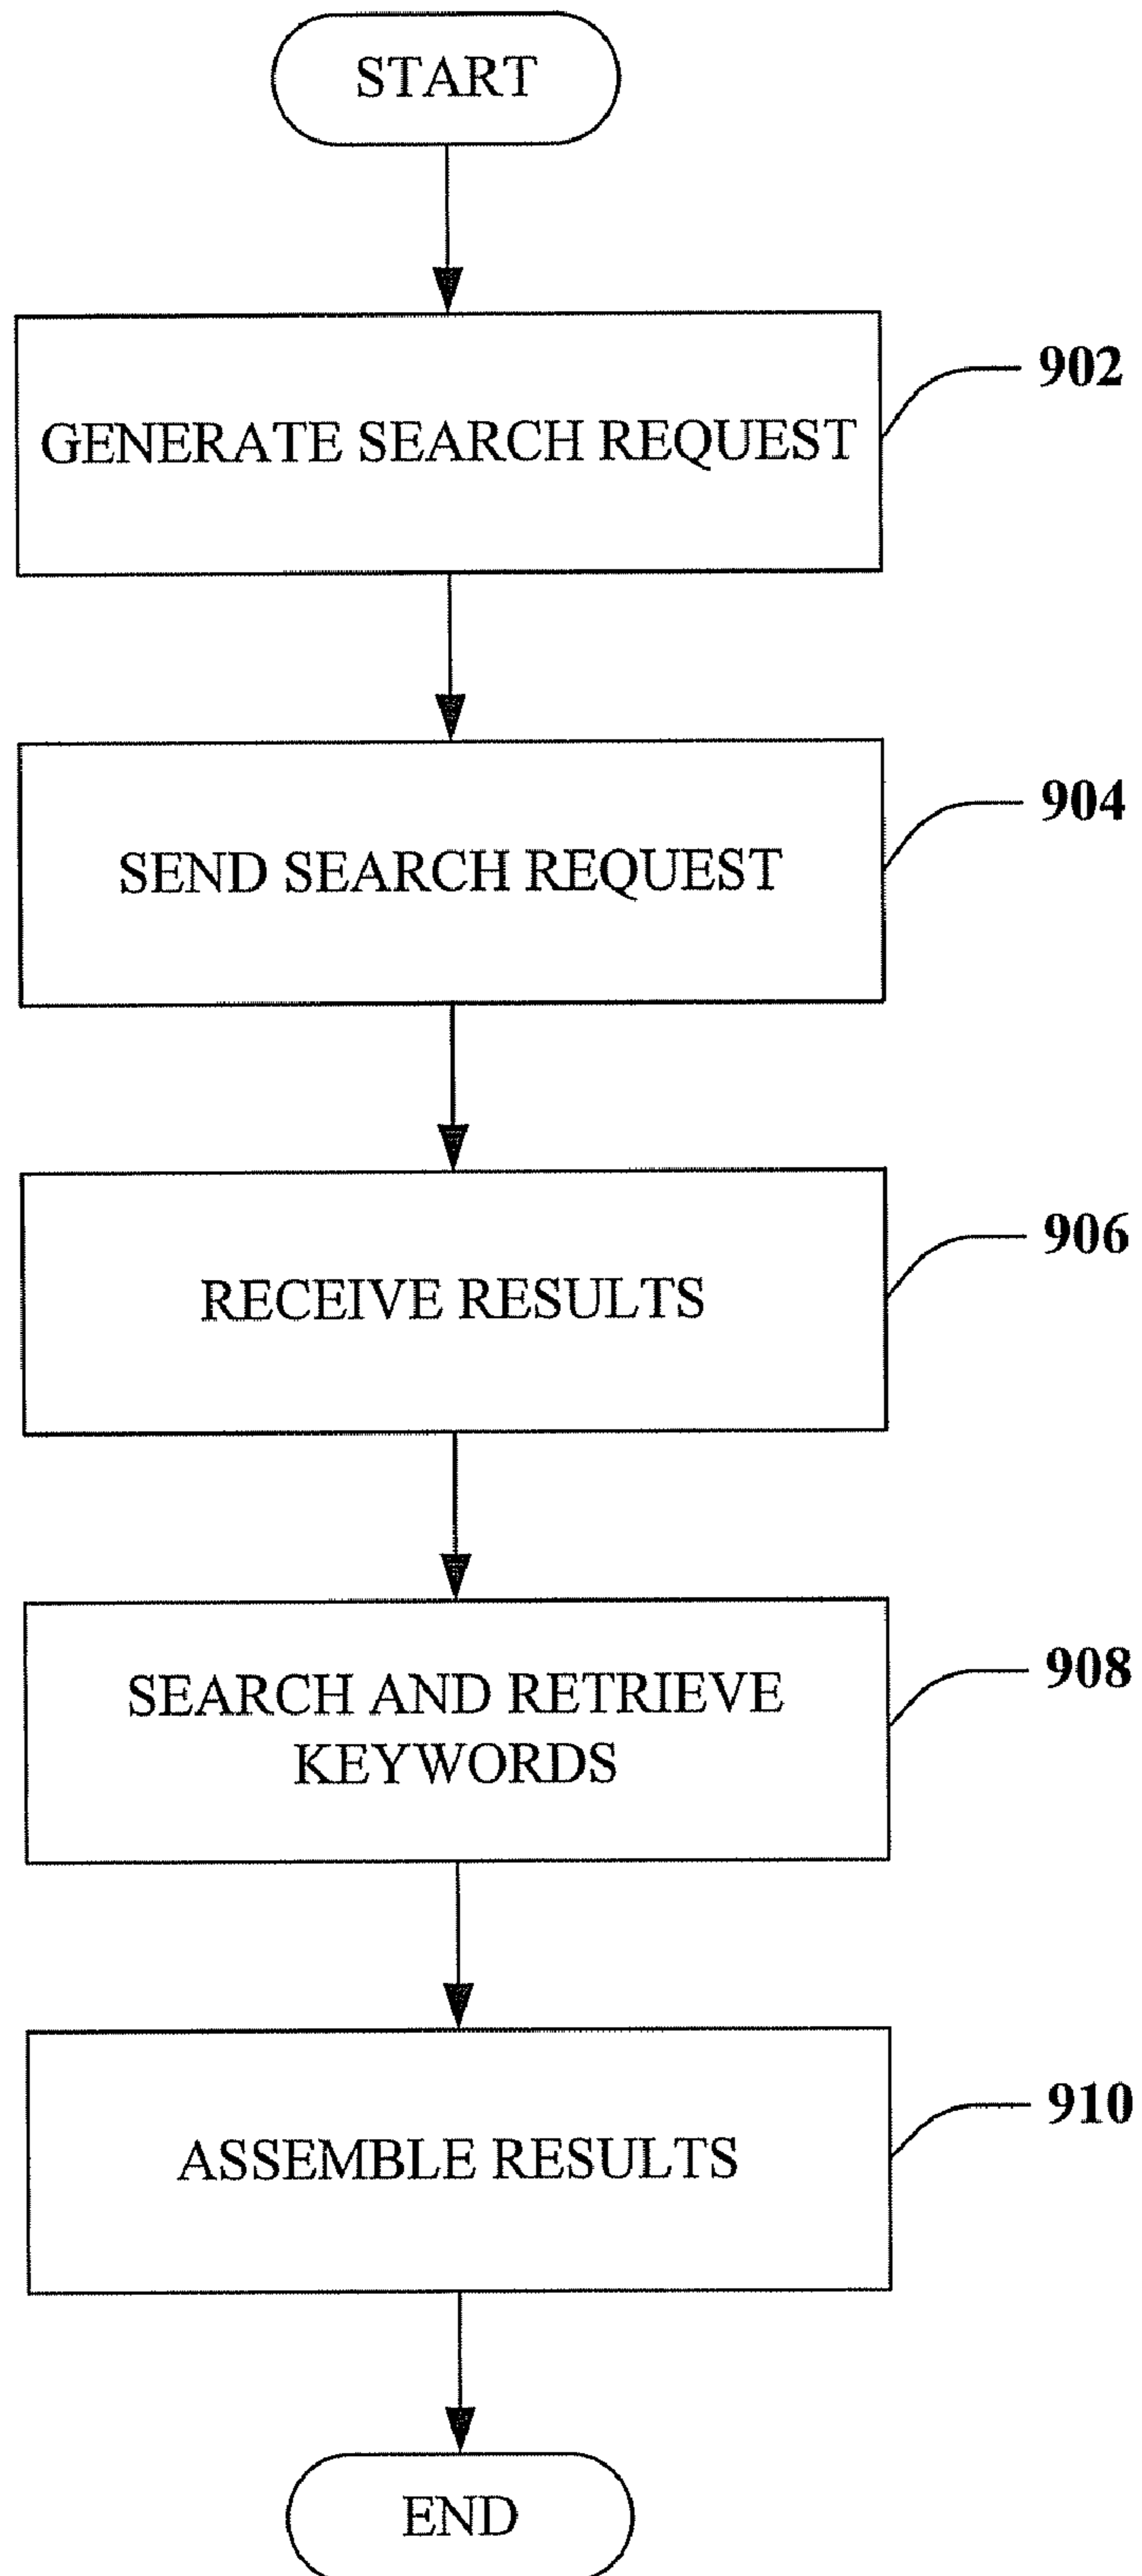 START
GENERATE SEARCH REQUEST
902
SEND SEARCH REQUEST
904
RECEIVE RESULTS
906
SEARCH AND RETRIEVE
KEYWORDS
908
ASSEMBLE RESULTS
910
END